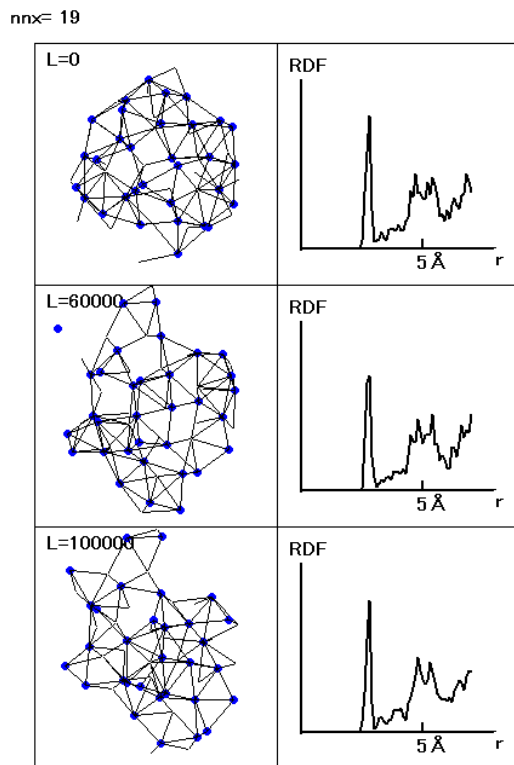 nnx= 19
L=0
RDF
5 Å
r
L=60000
RDF
5 Å
r
L=100000
RDF
5 Å
r